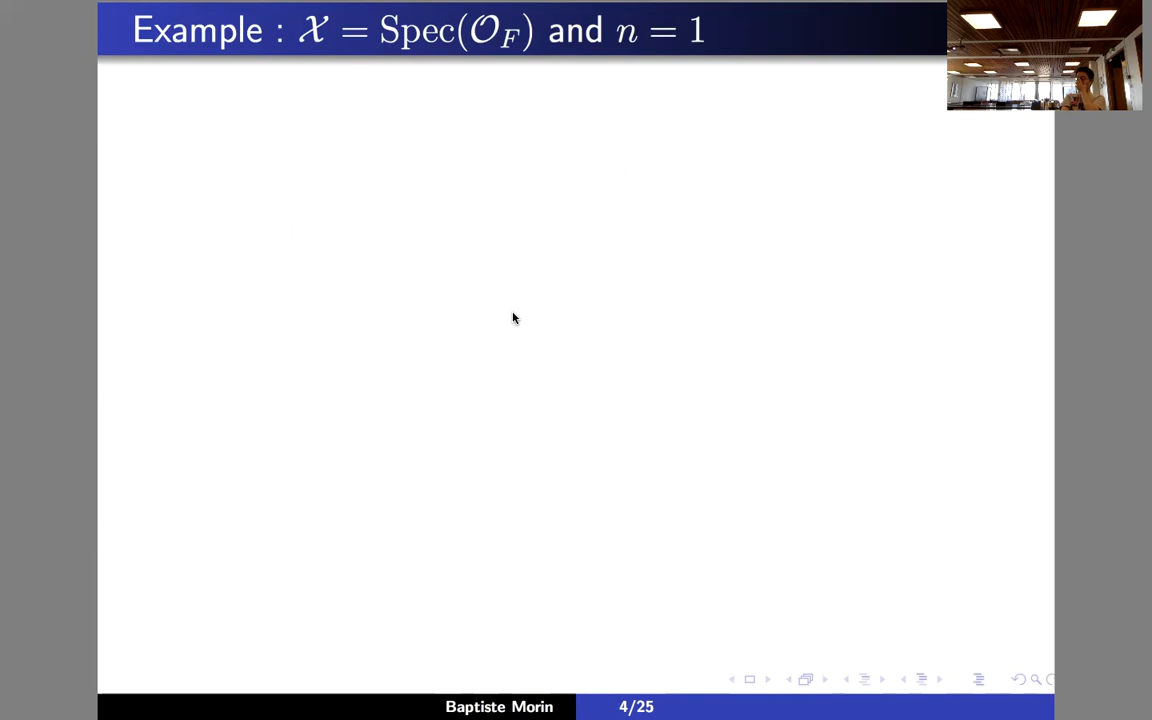 Example : 𝒳 = Spec(𝒪_F) and n = 1
Baptiste Morin
4/25